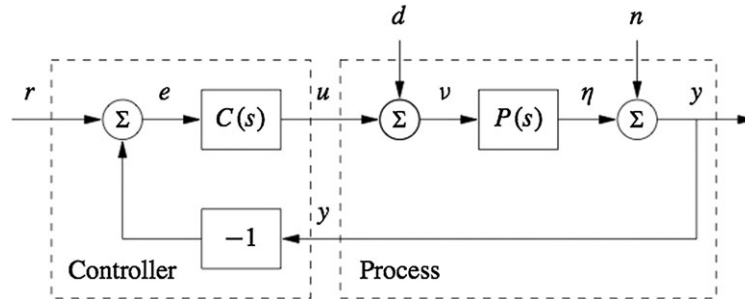 d
n
r
e
u
ν
η
y
Σ
C(s)
Σ
P(s)
Σ
y
−1
Controller
Process